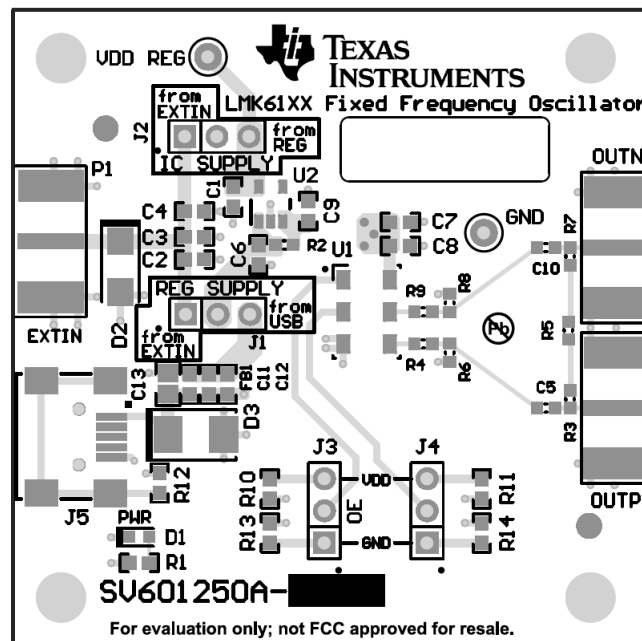 TEXAS
INSTRUMENTS
VDD REG
from
EXTIN
LMK61XX Fixed Frequency Oscillator
J2
from
REG
IC SUPPLY
P1
OUTN
C1
U2
C9
C4
C3
C2
C6
R2
U1
C7
C8
GND
R7
C10
REG SUPPLY
from
USB
from
EXTIN
J1
EXTIN
D2
R9
R8
R4
R6
Pb
R5
C13
FB1
C11
C12
D3
C5
R3
R12
J3
J4
R10
VDD
R11
OE
R13
GND
R14
OUTP
J5
PWR
D1
R1
SV601250A-
For evaluation only; not FCC approved for resale.